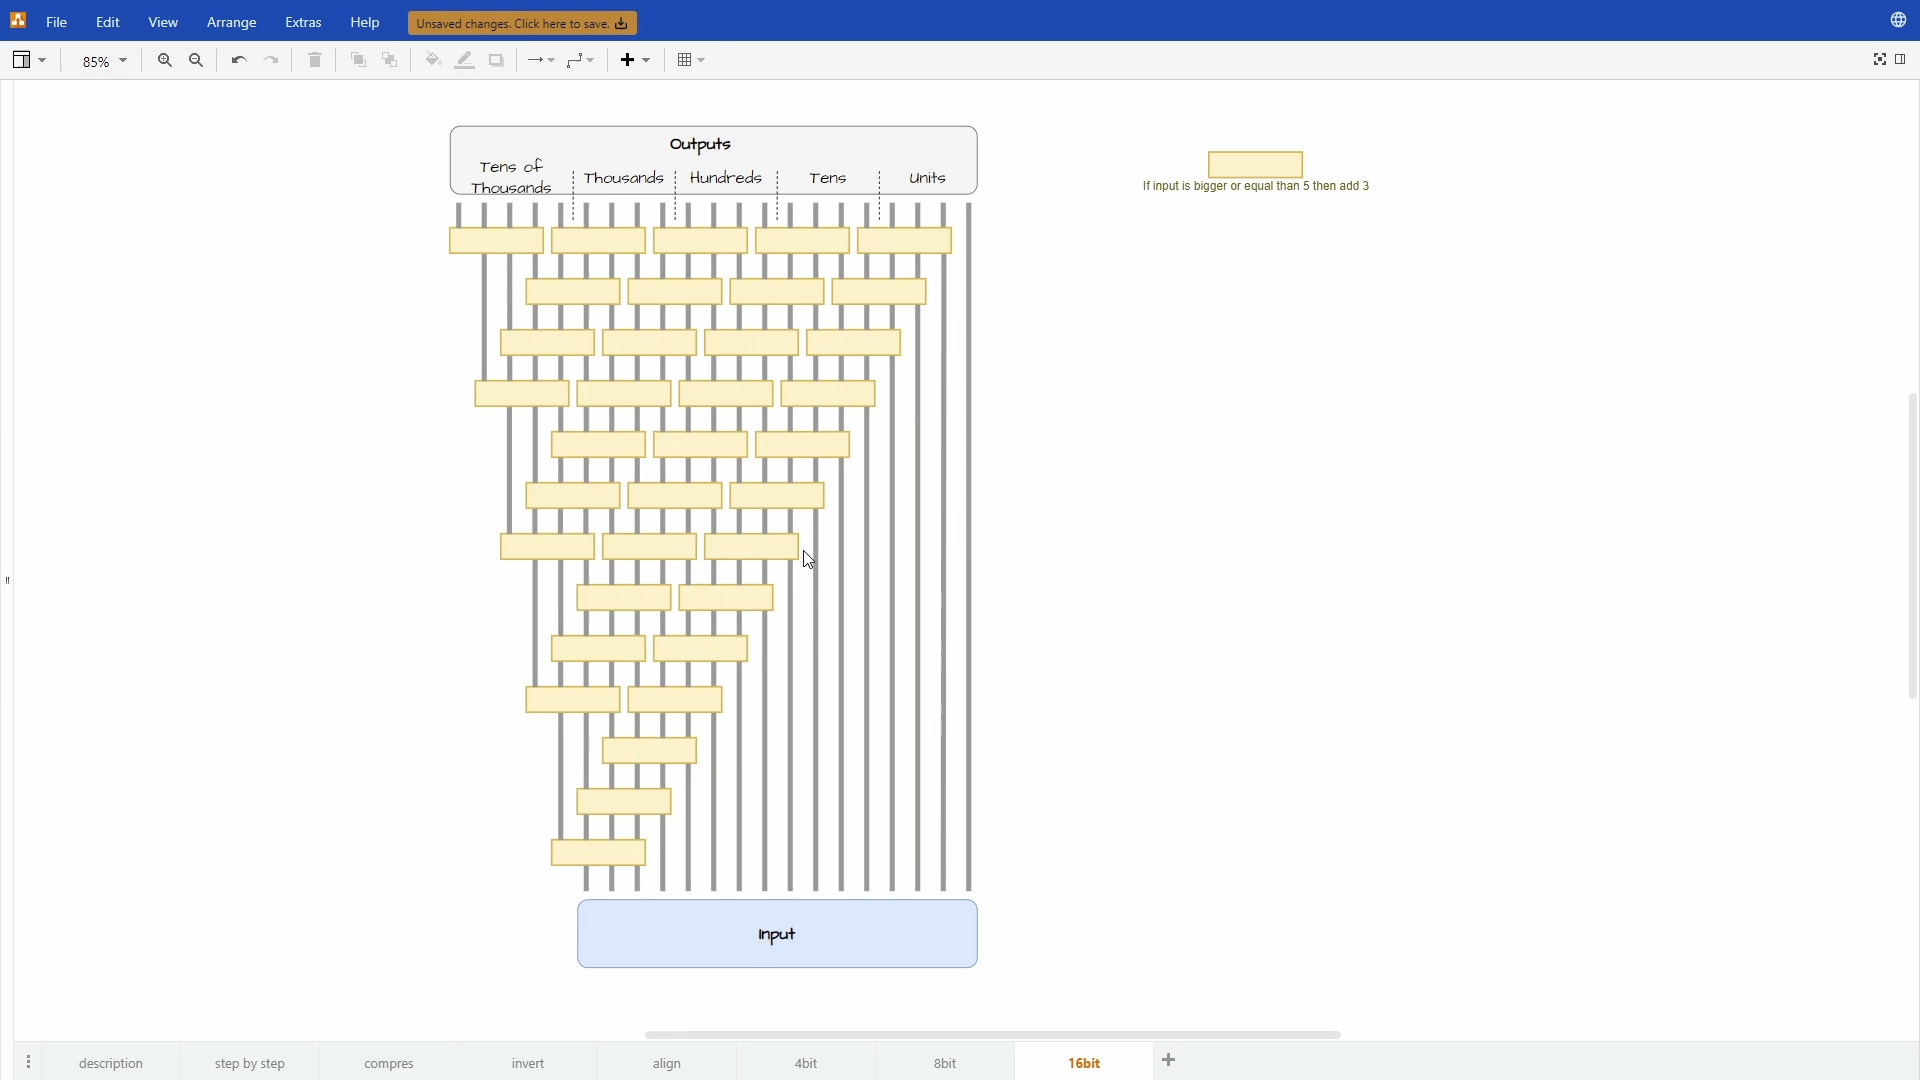 File Edit View Arrange Extras Help Unsaved changes. Click here to save.
85%
Outputs
Tens of
Thousands
Thousands
Hundreds
Tens
Units
If input is bigger or equal than 5 then add 3
Input
description step by step compres invert align 4bit 8bit 16bit